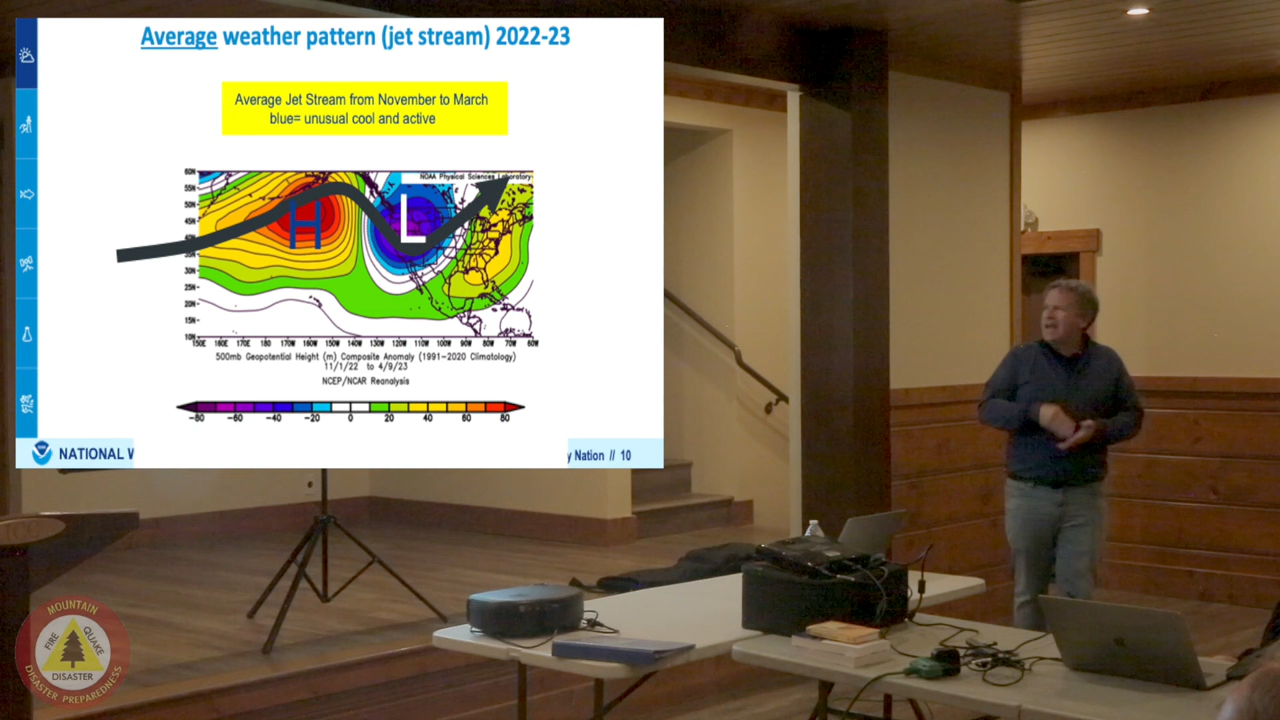 Average weather pattern (jet stream) 2022-23
Average Jet Stream from November to March
blue= unusual cool and active
NOAA Physical Sciences Laboratory
H
L
60N
55N
50N
45N
40N
35N
30N
25N
20N
15N
10N
150E 160E 170E 180 170W 160W 150W 140W 130W 120W 110W 100W 90W 80W 70W 60W
500mb Geopotential Height (m) Composite Anomaly (1991-2020 Climatology)
11/1/22 to 4/9/23
NCEP/NCAR Reanalysis
-80 -60 -40 -20 0 20 40 60 80
NATIONAL W
y Nation // 10
MOUNTAIN
FIRE QUAKE
DISASTER
DISASTER PREPAREDNESS